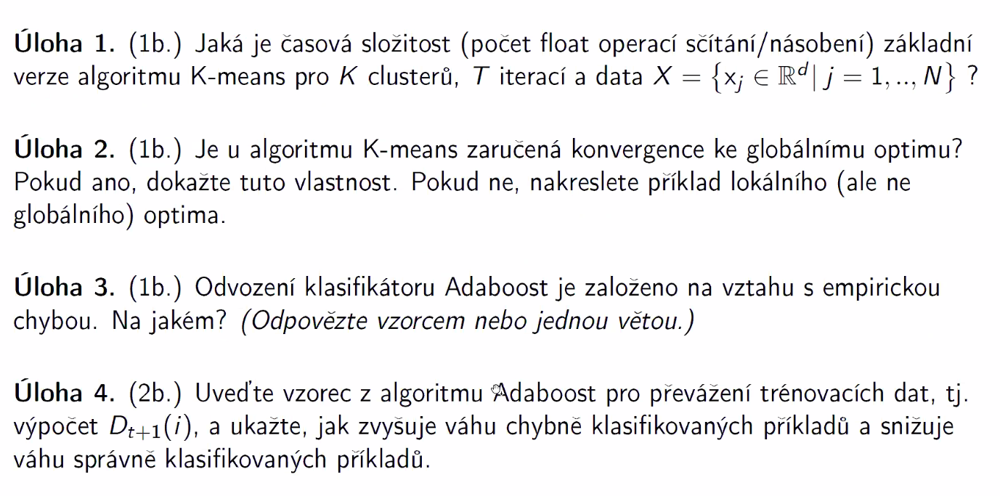 Úloha 1. (1b.) Jaká je časová složitost (počet float operací sčítání/násobení) základní
verze algoritmu K-means pro K clusterů, T iterací a data X = {x_j ∈ ℝ^d | j = 1, .., N} ?
Úloha 2. (1b.) Je u algoritmu K-means zaručená konvergence ke globálnímu optimu?
Pokud ano, dokažte tuto vlastnost. Pokud ne, nakreslete příklad lokálního (ale ne
globálního) optima.
Úloha 3. (1b.) Odvození klasifikátoru Adaboost je založeno na vztahu s empirickou
chybou. Na jakém? (Odpovězte vzorcem nebo jednou větou.)
Úloha 4. (2b.) Uveďte vzorec z algoritmu Adaboost pro převážení trénovacích dat, tj.
výpočet D_{t+1}(i), a ukažte, jak zvyšuje váhu chybně klasifikovaných příkladů a snižuje
váhu správně klasifikovaných příkladů.